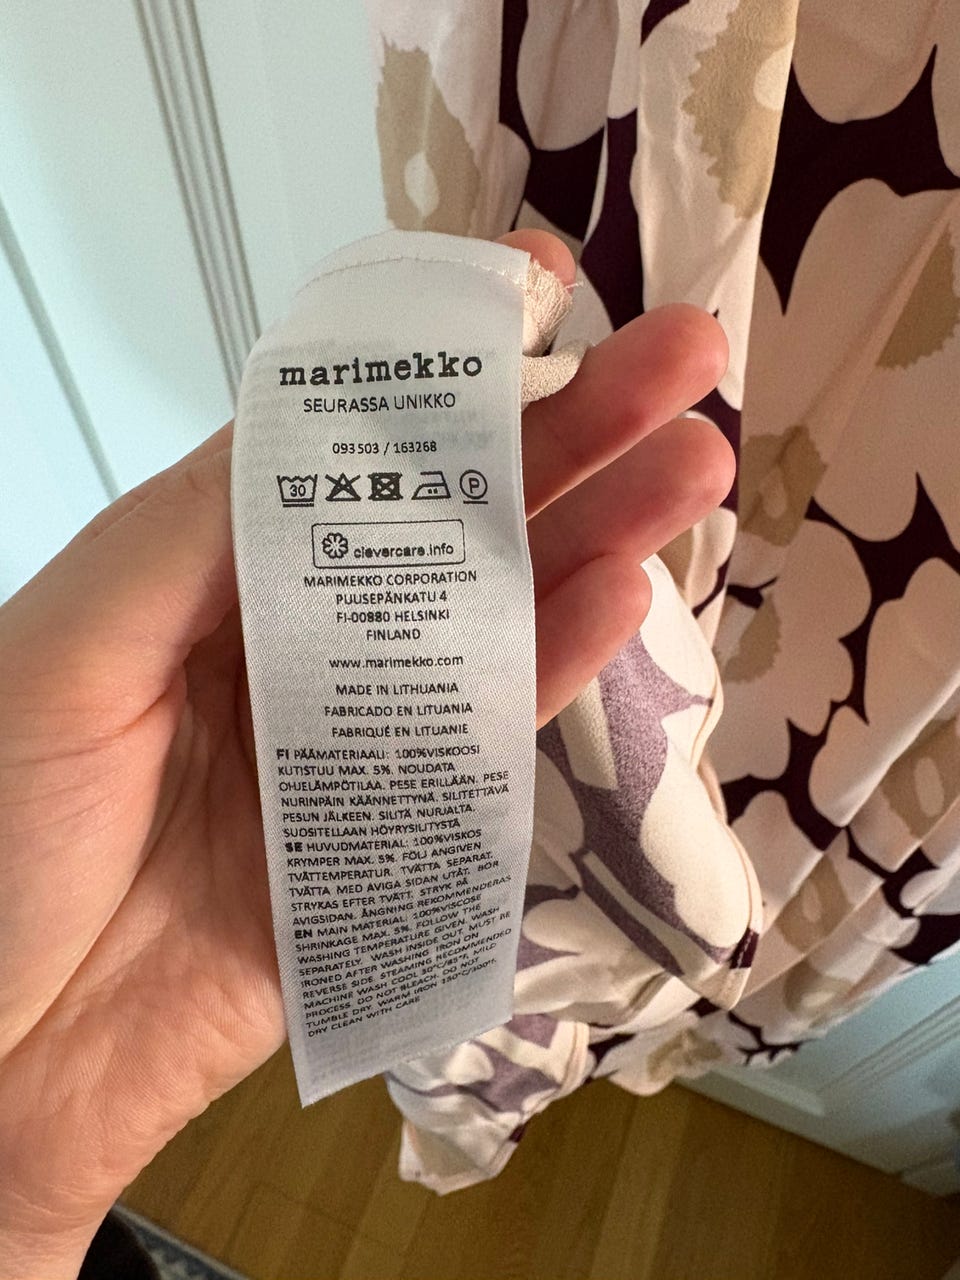 marimekko
SEURASSA UNIKKO
093503 / 163268
30 P
clevercare.info
MARIMEKKO CORPORATION
PUUSEPÄNKATU 4
FI-00880 HELSINKI
FINLAND
www.marimekko.com
MADE IN LITHUANIA
FABRICADO EN LITUANIA
FABRIQUÉ EN LITUANIE
FI PÄÄMATERIAALI: 100%VISKOOSI
KUTISTUU MAX. 5%. NOUDATA
OHJELÄMPÖTILAA. PESE ERILLÄÄN. PESE
NURINPÄIN KÄÄNNETTYNÄ. SILITETTÄVÄ
PESUN JÄLKEEN. SILITÄ NURJALTA.
SUOSITELLAAN HÖYRYSILITYSTÄ
SE HUVUDMATERIAL: 100%VISKOS
KRYMPER MAX. 5%. FÖLJ ANGIVEN
TVÄTTEMPERATUR. TVÄTTA SEPARAT.
TVÄTTA MED AVIGA SIDAN UTÅT. BÖR
STRYKAS EFTER TVÄTT. STRYK PÅ
AVIGSIDAN. ÅNGNING REKOMMENDERAS
EN MAIN MATERIAL: 100%VISCOSE
SHRINKAGE MAX. 5%. FOLLOW THE
WASHING TEMPERATURE GIVEN. WASH
SEPARATELY. WASH INSIDE OUT. MUST BE
IRONED AFTER WASHING. IRON ON
REVERSE SIDE. STEAMING RECOMMENDED
MACHINE WASH COOL 30°C/85°F, MILD
PROCESS. DO NOT BLEACH. DO NOT
TUMBLE DRY. WARM IRON 150°C/300°F.
DRY CLEAN WITH CARE